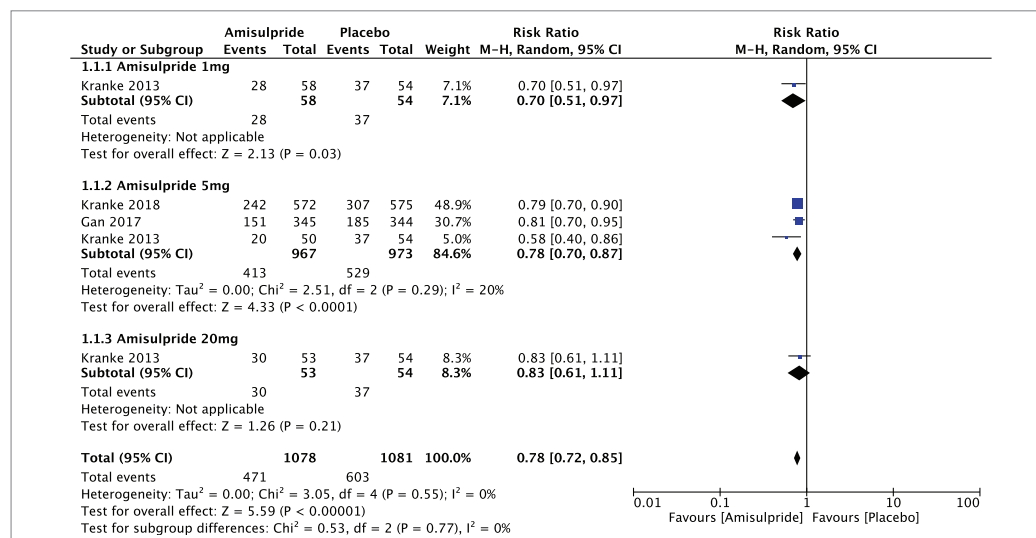 Amisulpride Placebo Risk Ratio Risk Ratio
Study or Subgroup Events Total Events Total Weight M-H, Random, 95% CI M-H, Random, 95% CI
1.1.1 Amisulpride 1mg
Kranke 2013 28 58 37 54 7.1% 0.70 [0.51, 0.97]
Subtotal (95% CI) 58 54 7.1% 0.70 [0.51, 0.97]
Total events 28 37
Heterogeneity: Not applicable
Test for overall effect: Z = 2.13 (P = 0.03)
1.1.2 Amisulpride 5mg
Kranke 2018 242 572 307 575 48.9% 0.79 [0.70, 0.90]
Gan 2017 151 345 185 344 30.7% 0.81 [0.70, 0.95]
Kranke 2013 20 50 37 54 5.0% 0.58 [0.40, 0.86]
Subtotal (95% CI) 967 973 84.6% 0.78 [0.70, 0.87]
Total events 413 529
Heterogeneity: Tau² = 0.00; Chi² = 2.51, df = 2 (P = 0.29); I² = 20%
Test for overall effect: Z = 4.33 (P < 0.0001)
1.1.3 Amisulpride 20mg
Kranke 2013 30 53 37 54 8.3% 0.83 [0.61, 1.11]
Subtotal (95% CI) 53 54 8.3% 0.83 [0.61, 1.11]
Total events 30 37
Heterogeneity: Not applicable
Test for overall effect: Z = 1.26 (P = 0.21)
Total (95% CI) 1078 1081 100.0% 0.78 [0.72, 0.85]
Total events 471 603
Heterogeneity: Tau² = 0.00; Chi² = 3.05, df = 4 (P = 0.55); I² = 0%
Test for overall effect: Z = 5.59 (P < 0.00001)
Test for subgroup differences: Chi² = 0.53, df = 2 (P = 0.77), I² = 0%
0.01 0.1 1 10 100
Favours [Amisulpride] Favours [Placebo]